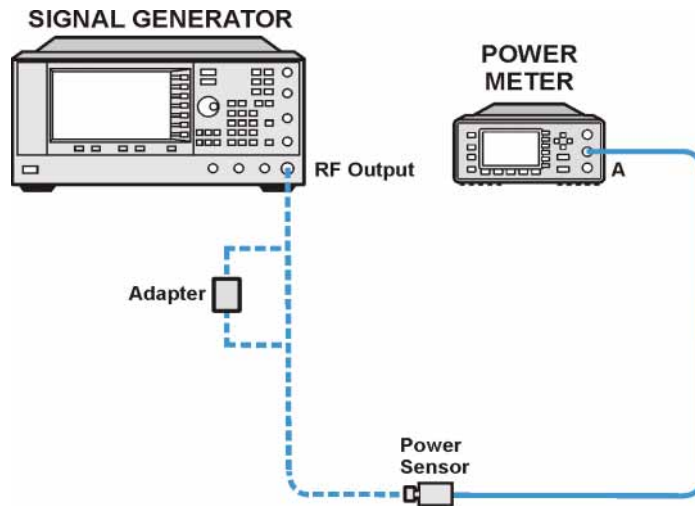 SIGNAL GENERATOR
POWER
METER
RF Output
A
Adapter
Power
Sensor